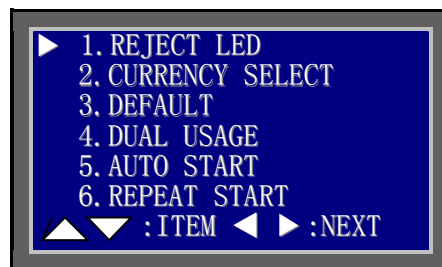 ▶ 1. REJECT LED
2. CURRENCY SELECT
3. DEFAULT
4. DUAL USAGE
5. AUTO START
6. REPEAT START
▲▼ :ITEM ◀ ▶ :NEXT